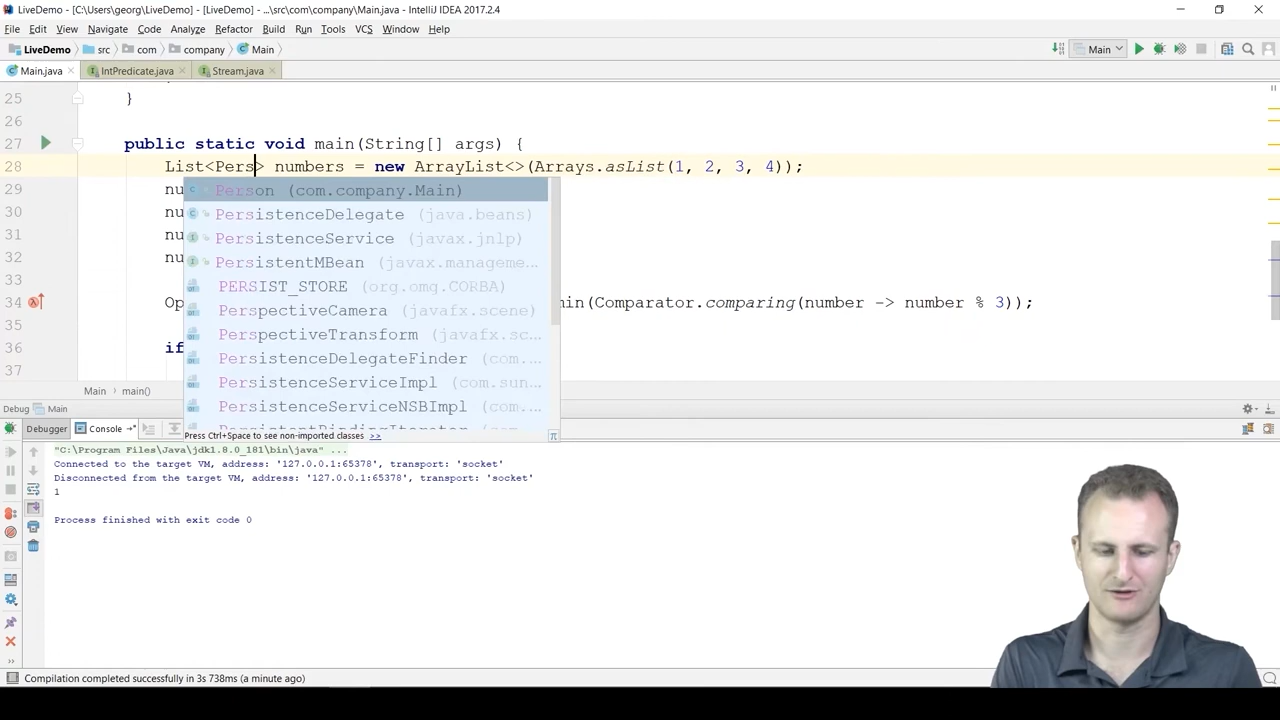 LiveDemo - [C:\Users\georg\LiveDemo] - [LiveDemo] - ...\src\com\company\Main.java - IntelliJ IDEA 2017.2.4
File Edit View Navigate Code Analyze Refactor Build Run Tools VCS Window Help
LiveDemo src com company Main Main
Main.java IntPredicate.java Stream.java
25 }
26
27 public static void main(String[] args) {
28 List<Pers> numbers = new ArrayList<>(Arrays.asList(1, 2, 3, 4));
29 nu
Person (com.company.Main)
30 nu
PersistenceDelegate (java.beans)
31 nu
PersistenceService (javax.jnlp)
32 nu
PersistentMBean (javax.manageme...
33
PERSIST_STORE (org.omg.CORBA)
34 Op in(Comparator.comparing(number -> number % 3));
PerspectiveCamera (javafx.scene)
35
PerspectiveTransform (javafx.sc...
36 if
PersistenceDelegateFinder (com....
37
PersistenceServiceImpl (com.sun...
PersistenceServiceNSBImpl (com....
Press Ctrl+Space to see non-imported classes >> π
Main main()
Debug Main
Debugger Console
"C:\Program Files\Java\jdk1.8.0_181\bin\java" ...
Connected to the target VM, address: '127.0.0.1:65378', transport: 'socket'
Disconnected from the target VM, address: '127.0.0.1:65378', transport: 'socket'
1
Process finished with exit code 0
Compilation completed successfully in 3s 738ms (a minute ago)